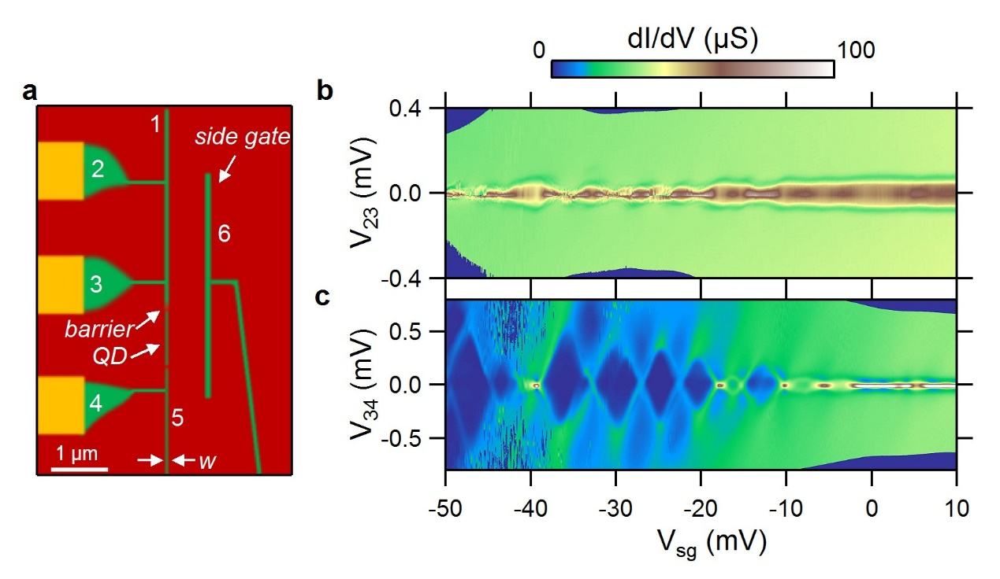 dI/dV (µS)
0
100
a
1
side gate
2
6
3
barrier
QD
4
5
1 µm
w
b
0.4
0.0
-0.4
V23 (mV)
c
0.5
0.0
-0.5
V34 (mV)
-50 -40 -30 -20 -10 0 10
Vsg (mV)